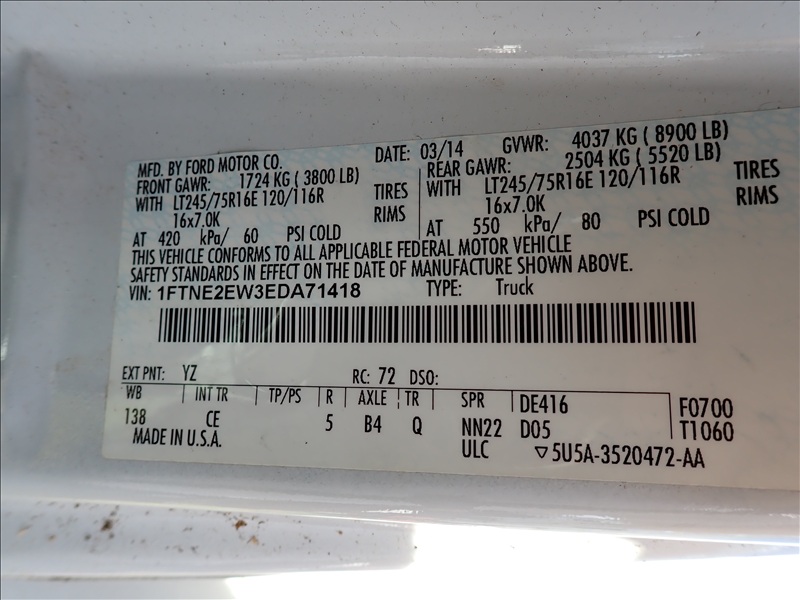 MFD. BY FORD MOTOR CO. DATE: 03/14 GVWR: 4037 KG ( 8900 LB)
FRONT GAWR: 1724 KG ( 3800 LB) REAR GAWR: 2504 KG ( 5520 LB)
WITH LT245/75R16E 120/116R TIRES WITH LT245/75R16E 120/116R TIRES
16x7.0K RIMS 16x7.0K RIMS
AT 420 kPa/ 60 PSI COLD AT 550 kPa/ 80 PSI COLD
THIS VEHICLE CONFORMS TO ALL APPLICABLE FEDERAL MOTOR VEHICLE
SAFETY STANDARDS IN EFFECT ON THE DATE OF MANUFACTURE SHOWN ABOVE.
VIN: 1FTNE2EW3EDA71418 TYPE: Truck
EXT PNT: YZ RC: 72 DSO:
WB INT TR TP/PS R AXLE TR SPR DE416 F0700
138 CE 5 B4 Q NN22 D05 T1060
MADE IN U.S.A. ULC ▽5U5A-3520472-AA